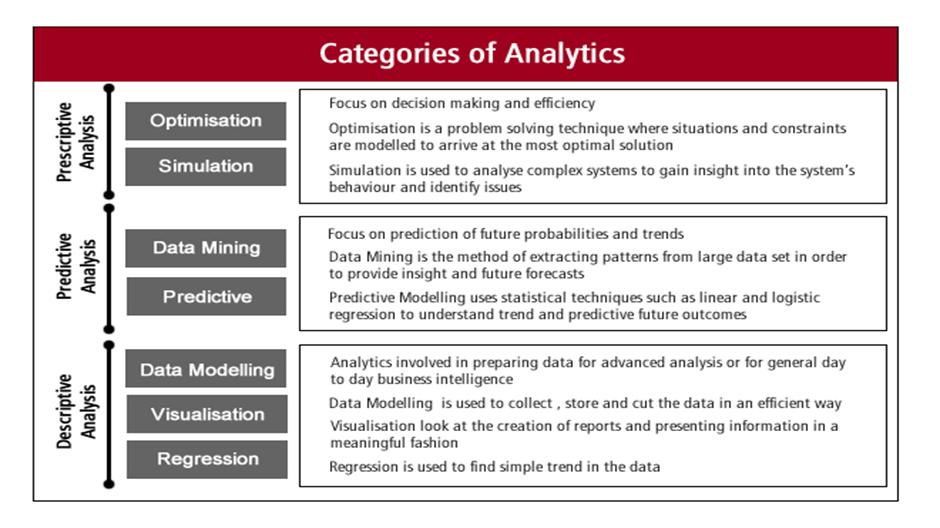 Categories of Analytics
Prescriptive
Analysis
Optimisation
Simulation
Focus on decision making and efficiency
Optimisation is a problem solving technique where situations and constraints
are modelled to arrive at the most optimal solution
Simulation is used to analyse complex systems to gain insight into the system's
behaviour and identify issues
Predictive
Analysis
Data Mining
Predictive
Focus on prediction of future probabilities and trends
Data Mining is the method of extracting patterns from large data set in order
to provide insight and future forecasts
Predictive Modelling uses statistical techniques such as linear and logistic
regression to understand trend and predictive future outcomes
Descriptive
Analysis
Data Modelling
Visualisation
Regression
Analytics involved in preparing data for advanced analysis or for general day
to day business intelligence
Data Modelling  is used to collect , store and cut the data in an efficient way
Visualisation look at the creation of reports and presenting information in a
meaningful fashion
Regression is used to find simple trend in the data